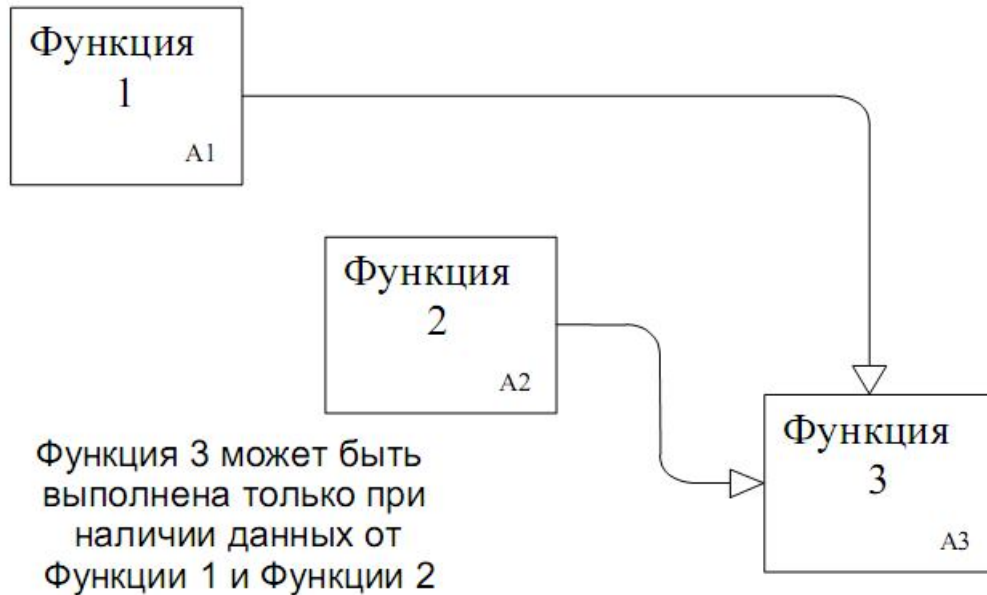 Функция
1
A1
Функция
2
A2
Функция
3
A3
Функция 3 может быть
выполнена только при
наличии данных от
Функции 1 и Функции 2